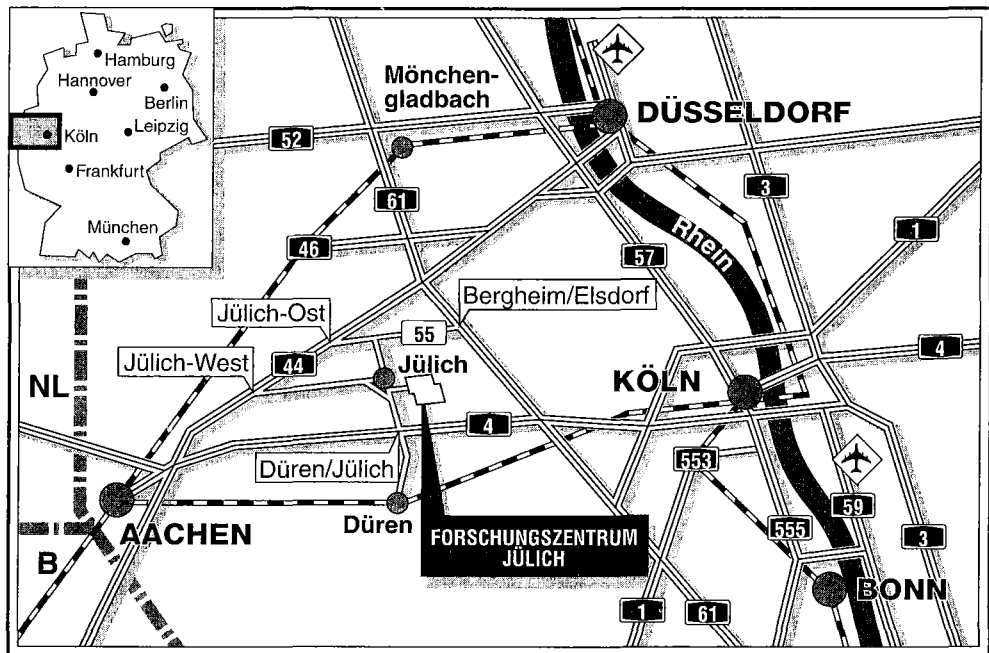 Hamburg
Hannover
Berlin
Köln
Leipzig
Frankfurt
München
Mönchen-
gladbach
DÜSSELDORF
52
61
3
1
46
57
Rhein
Bergheim/Elsdorf
Jülich-Ost
55
4
Jülich-West
44
Jülich
NL
KÖLN
4
553
Düren/Jülich
59
AACHEN
Düren
555
FORSCHUNGSZENTRUM
JÜLICH
3
B
BONN
1
61